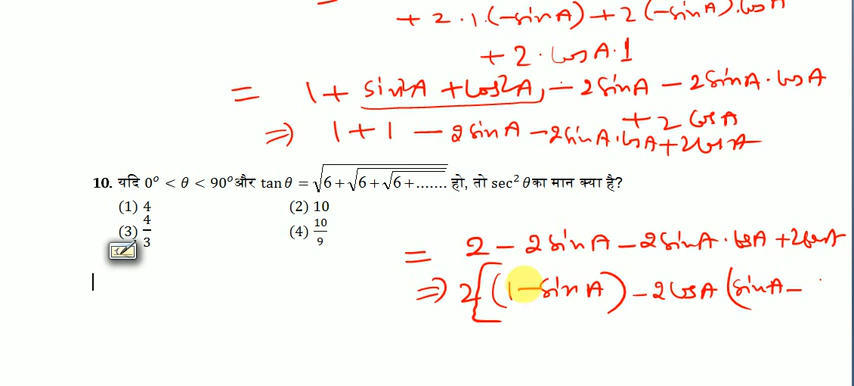 + 2 · 1 · (-sinA) + 2 (-sinA) · cosA
+ 2 · cosA · 1
= 1 + sin²A + cos²A, - 2sinA - 2sinA · cosA
+ 2cosA
⇒ 1 + 1 - 2sinA - 2sinA · cosA + 2cosA
10. यदि 0° < θ < 90° और tan θ = √6 + √6 + √6 + ....... हो, तो sec² θ का मान क्या है?
(1) 4 (2) 10
(3) 4/3 (4) 10/9
= 2 - 2sinA - 2sinA · cosA + 2cosA
⇒ 2[(1 - sinA) - 2cosA (sinA -